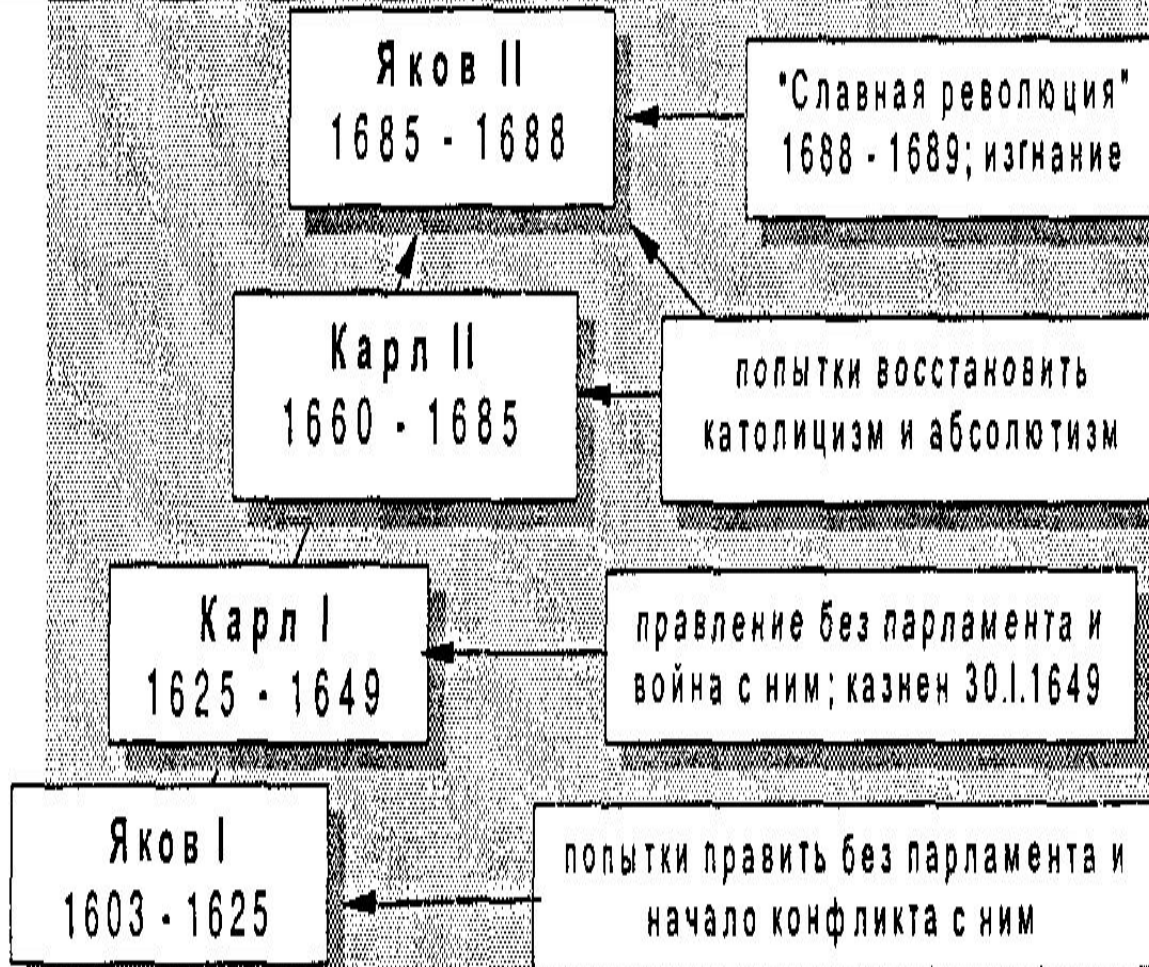 Яков II
1685 - 1688
"Славная революция"
1688 - 1689; изгнание
Карл II
1660 - 1685
попытки восстановить
католицизм и абсолютизм
Карл I
1625 - 1649
правление без парламента и
война с ним; казнен 30.I.1649
Яков I
1603 - 1625
попытки править без парламента и
начало конфликта с ним